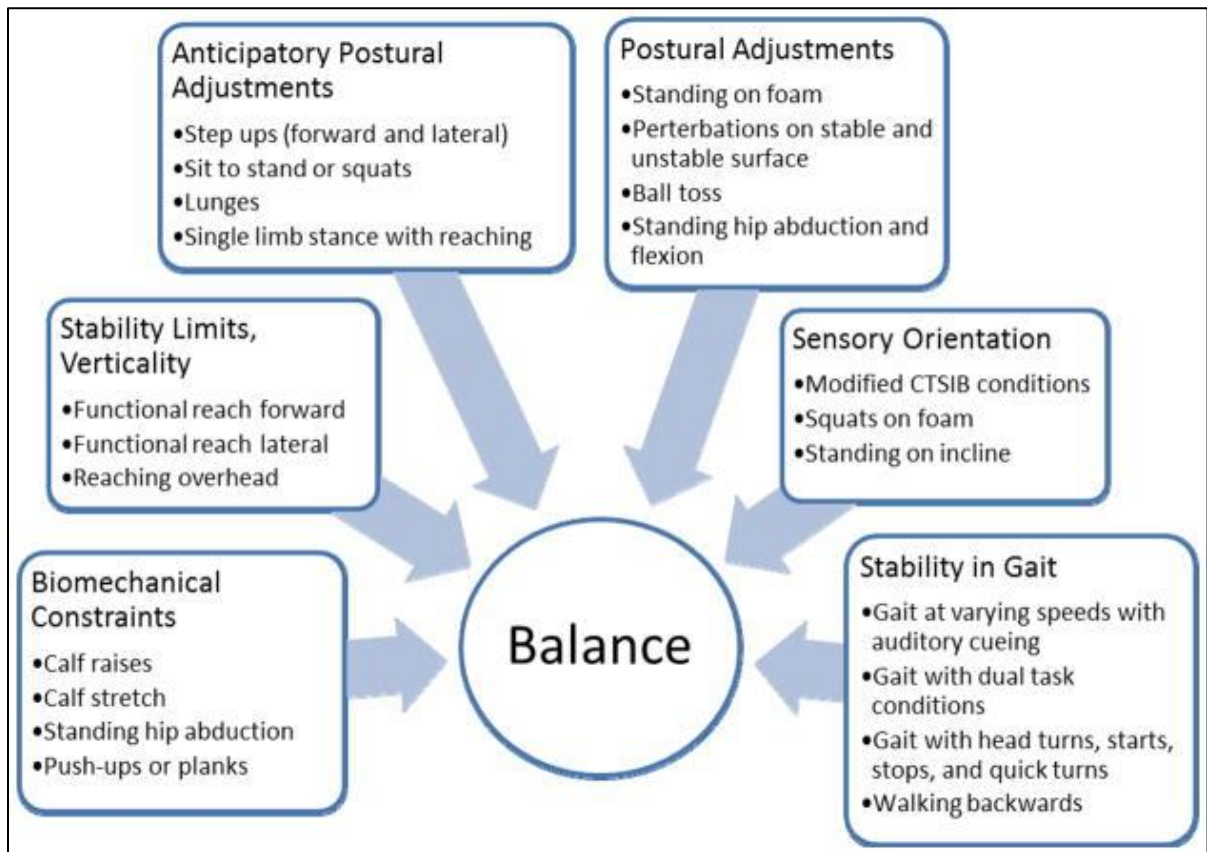 Anticipatory Postural
Adjustments
•Step ups (forward and lateral)
•Sit to stand or squats
•Lunges
•Single limb stance with reaching
Postural Adjustments
•Standing on foam
•Perterbations on stable and
unstable surface
•Ball toss
•Standing hip abduction and
flexion
Stability Limits,
Verticality
•Functional reach forward
•Functional reach lateral
•Reaching overhead
Sensory Orientation
•Modified CTSIB conditions
•Squats on foam
•Standing on incline
Biomechanical
Constraints
•Calf raises
•Calf stretch
•Standing hip abduction
•Push-ups or planks
Balance
Stability in Gait
•Gait at varying speeds with
auditory cueing
•Gait with dual task
conditions
•Gait with head turns, starts,
stops, and quick turns
•Walking backwards